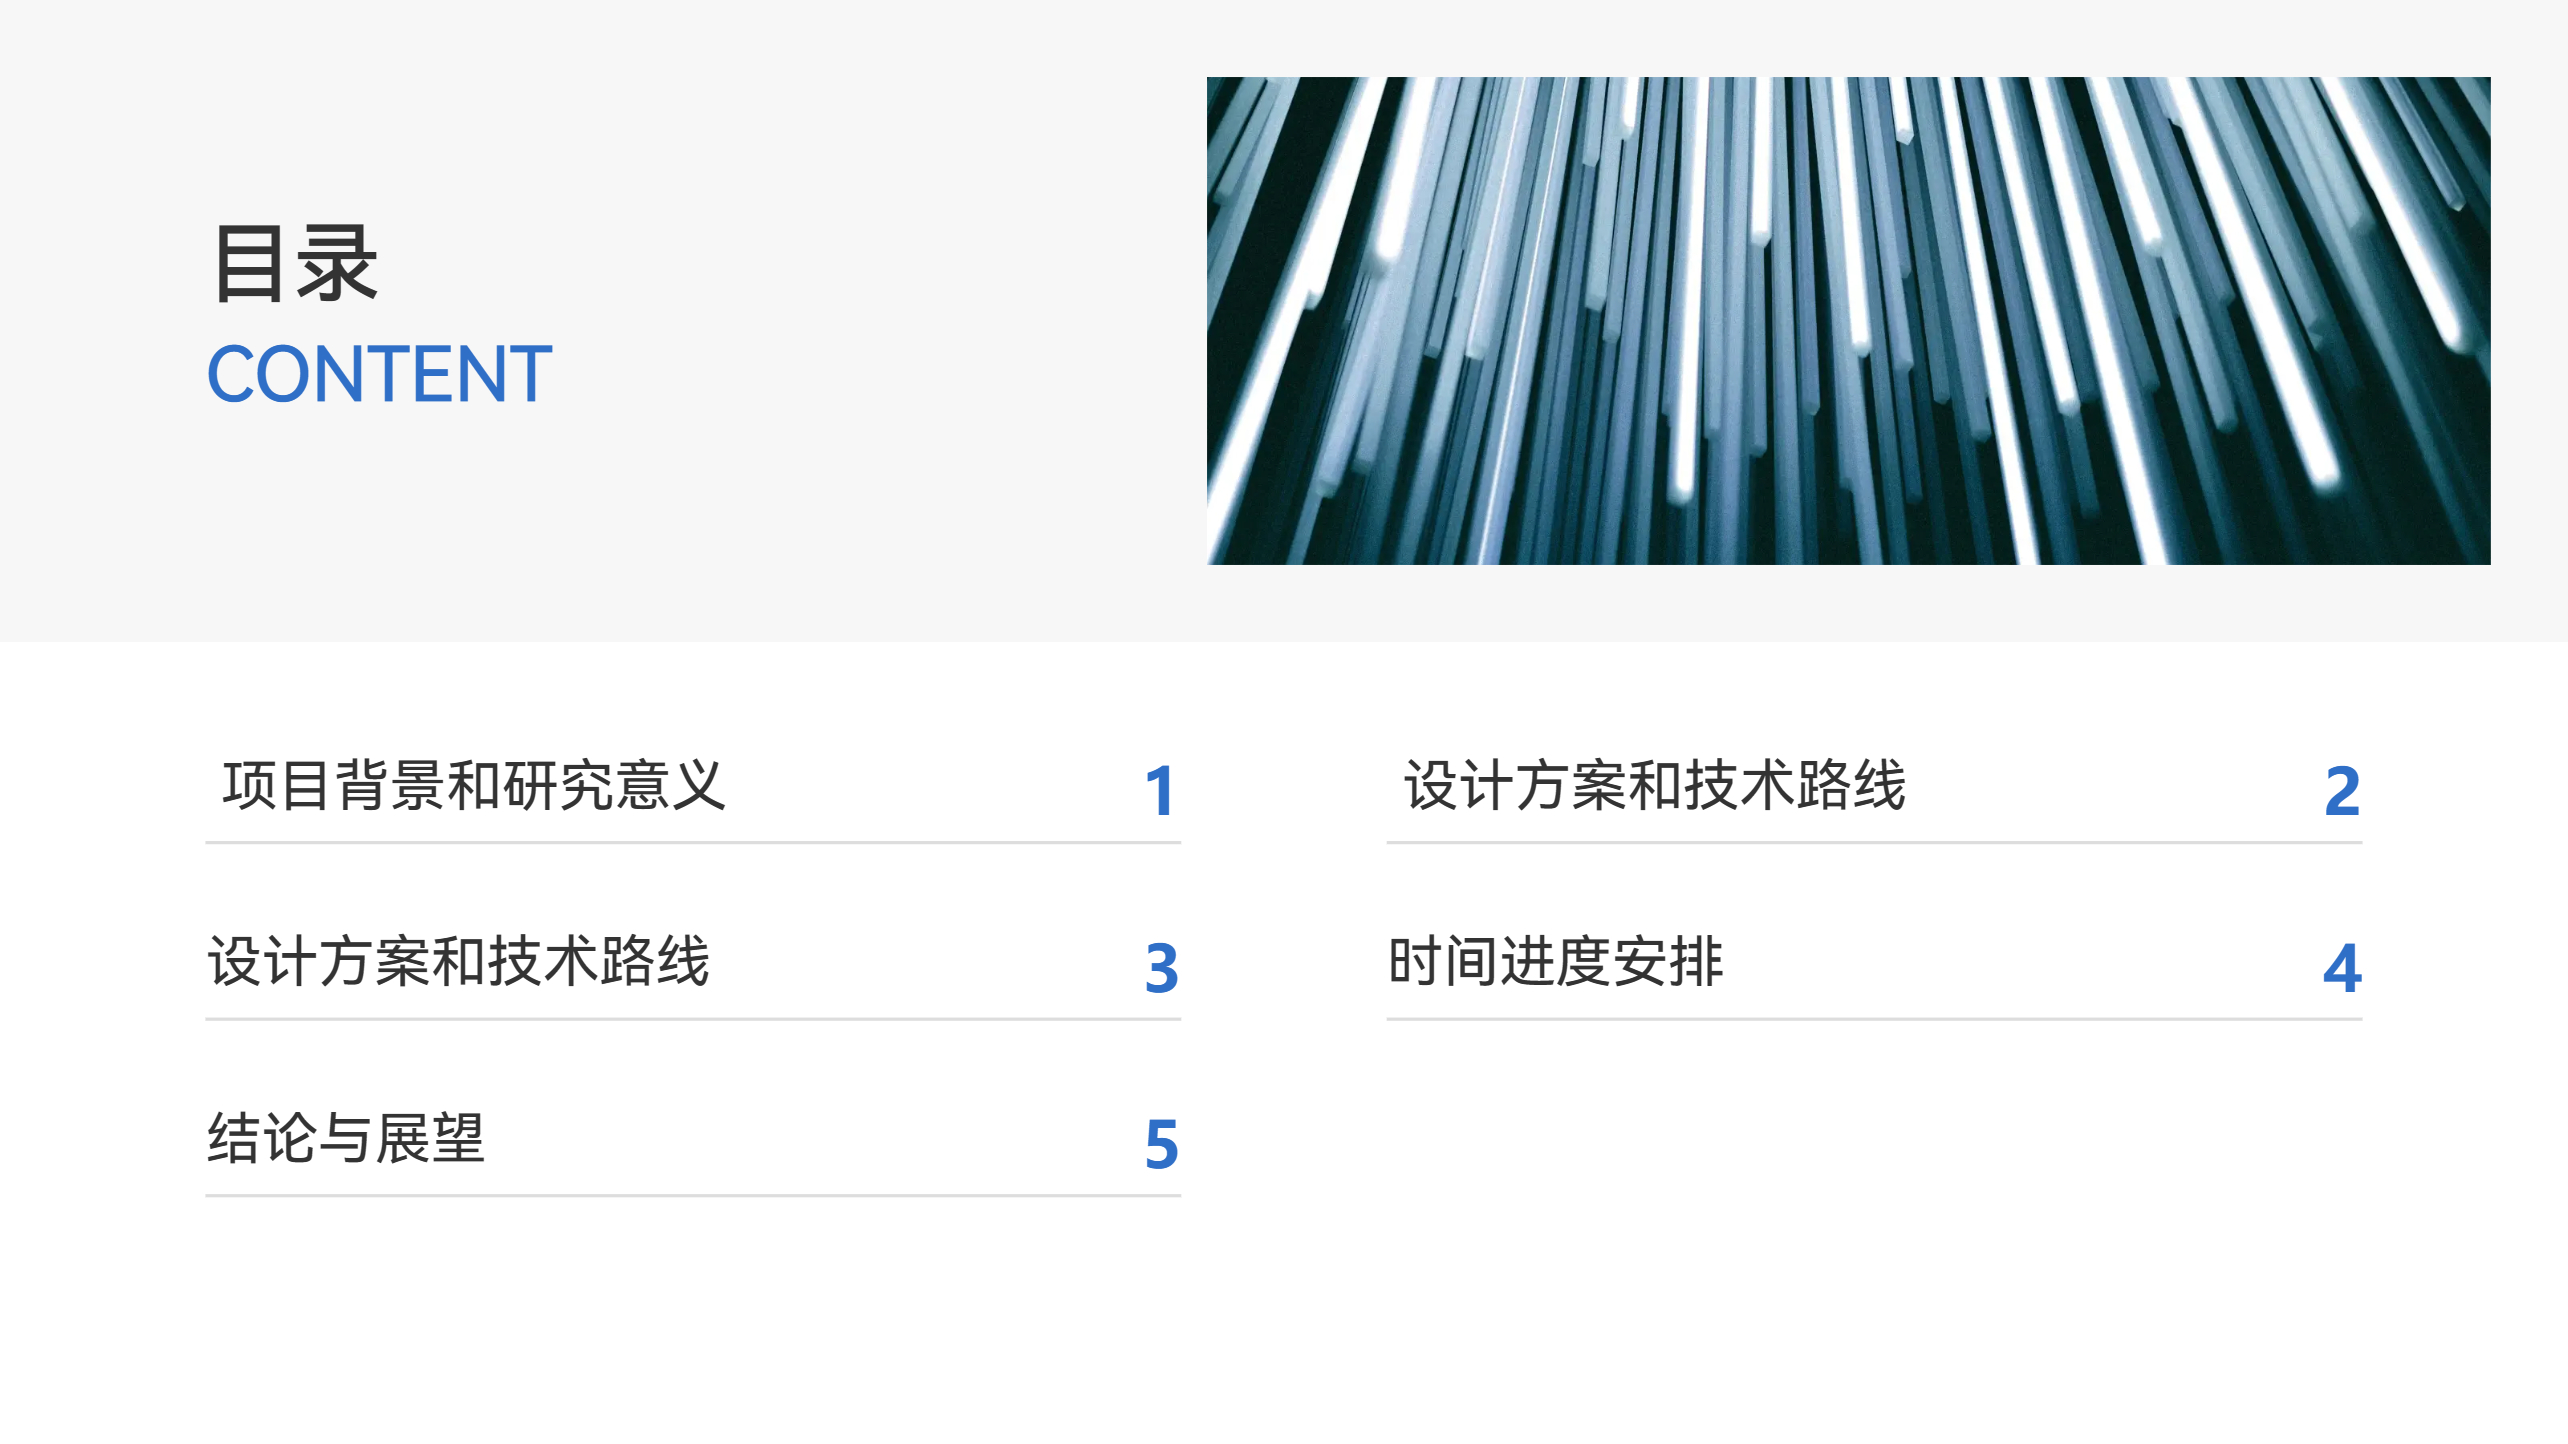 目录
CONTENT
项目背景和研究意义 1
设计方案和技术路线 2
设计方案和技术路线 3
时间进度安排 4
结论与展望 5